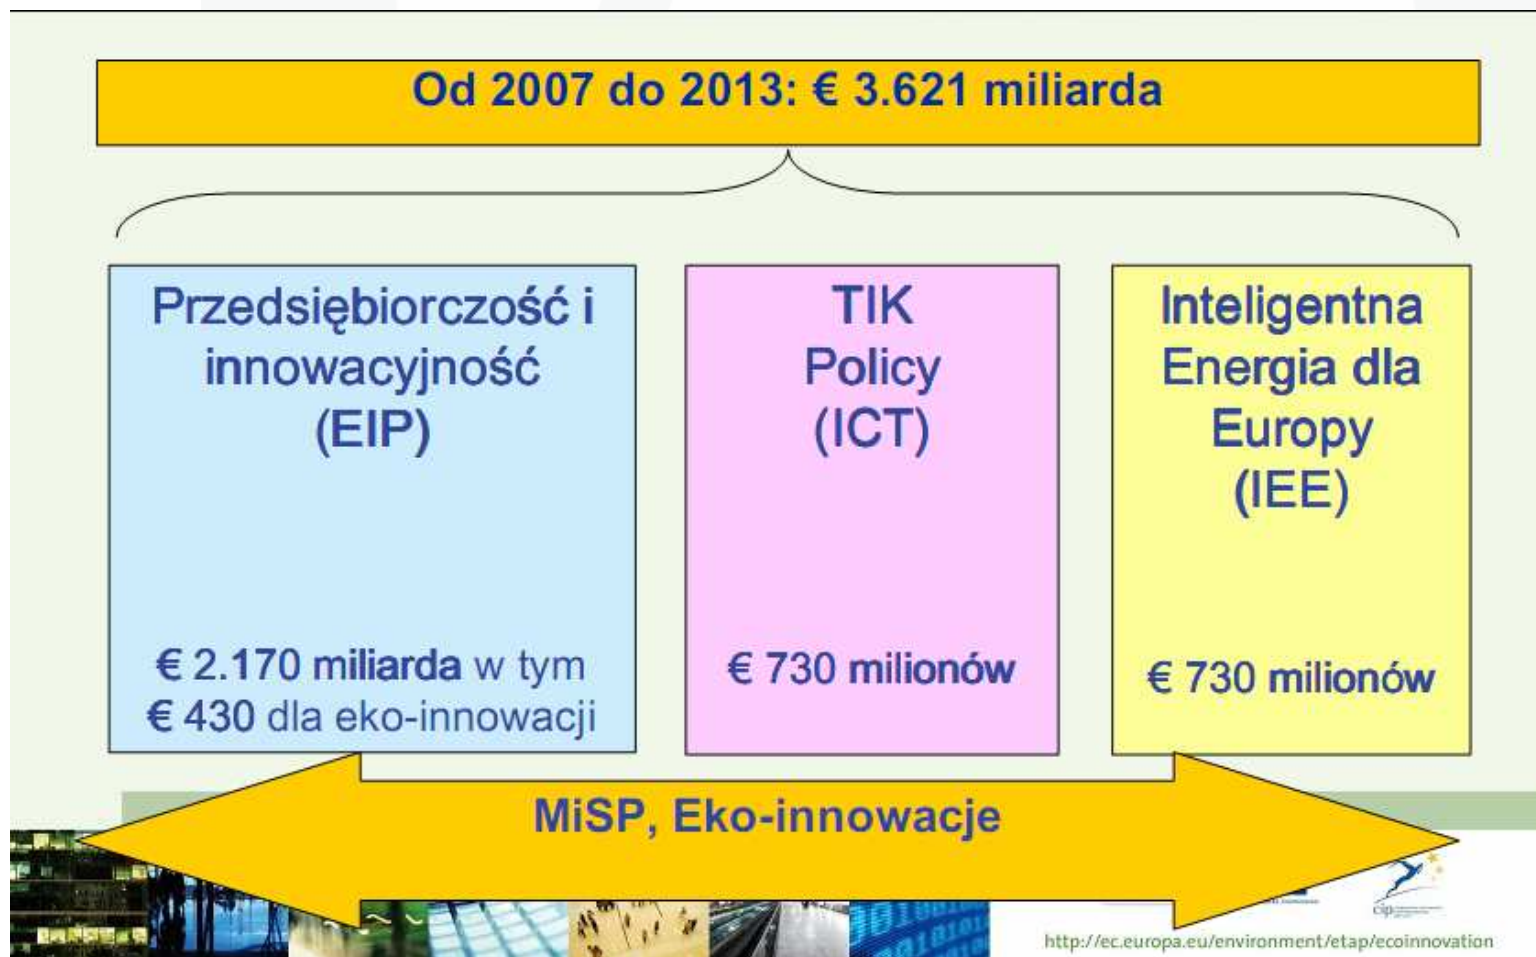 Od 2007 do 2013: € 3.621 miliarda
Przedsiębiorczość i
innowacyjność
(EIP)
€ 2.170 miliarda w tym
€ 430 dla eko-innowacji
TIK
Policy
(ICT)
€ 730 milionów
Inteligentna
Energia dla
Europy
(IEE)
€ 730 milionów
MiSP, Eko-innowacje
cip
http://ec.europa.eu/environment/etap/ecoinnovation